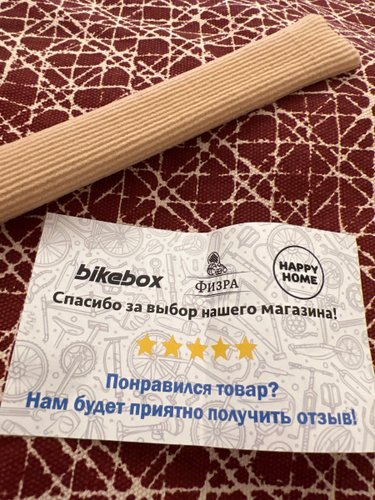 bikebox
ФИЗРА
HAPPY
HOME
Спасибо за выбор нашего магазина!
Понравился товар?
Нам будет приятно получить отзыв!